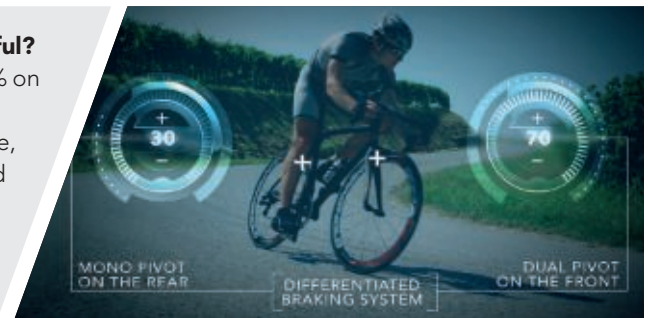 ful?
% on
e,
d
+
30
−
+
70
−
MONO PIVOT
ON THE REAR
DIFFERENTIATED
BRAKING SYSTEM
DUAL PIVOT
ON THE FRONT